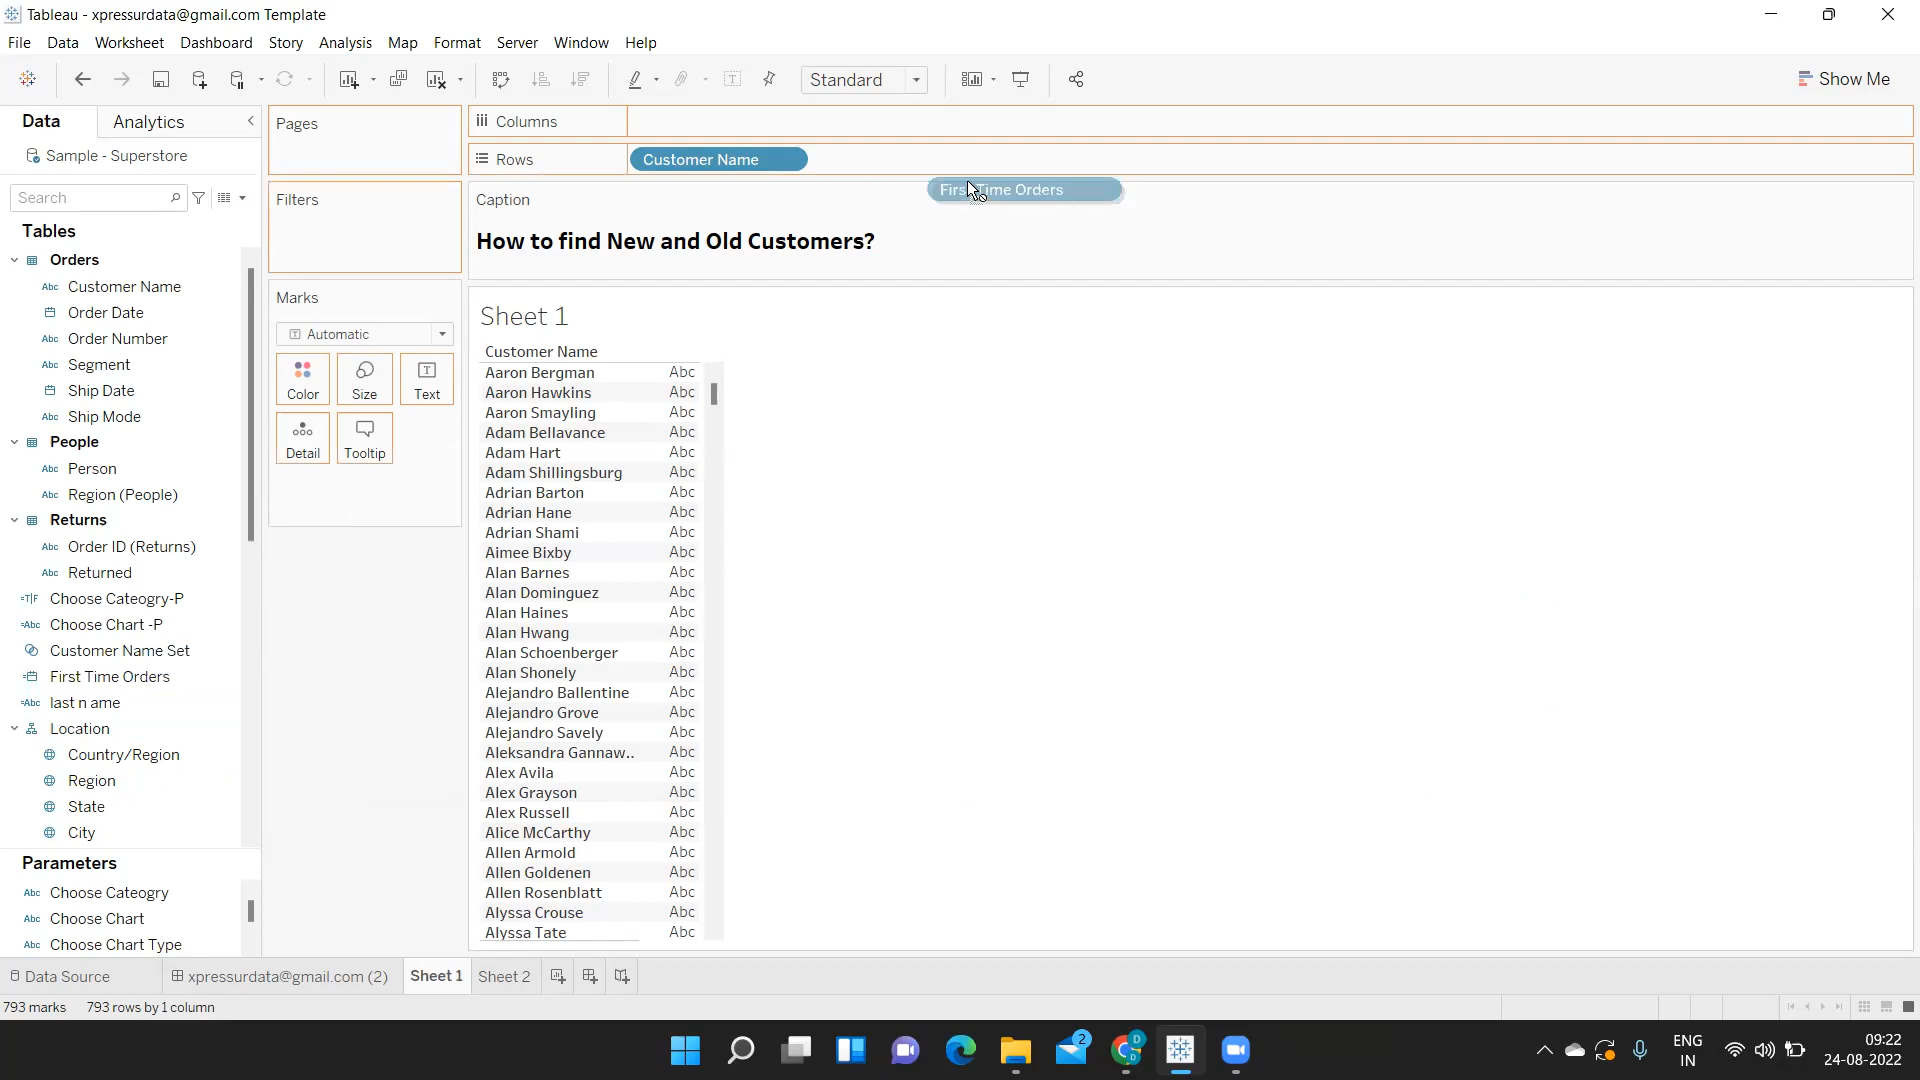 Tableau - xpressurdata@gmail.com Template
File Data Worksheet Dashboard Story Analysis Map Format Server Window Help
Standard
Show Me
Data Analytics
Sample - Superstore
Search
Tables
Orders
Customer Name
Order Date
Order Number
Segment
Ship Date
Ship Mode
People
Person
Region (People)
Returns
Order ID (Returns)
Returned
Choose Cateogry-P
Choose Chart -P
Customer Name Set
First Time Orders
last n ame
Location
Country/Region
Region
State
City
Parameters
Choose Cateogry
Choose Chart
Choose Chart Type
Pages
Filters
Marks
Automatic
Color Size Text
Detail Tooltip
Columns
Rows Customer Name
First Time Orders
Caption
How to find New and Old Customers?
Sheet 1
Customer Name
Aaron Bergman Abc
Aaron Hawkins Abc
Aaron Smayling Abc
Adam Bellavance Abc
Adam Hart Abc
Adam Shillingsburg Abc
Adrian Barton Abc
Adrian Hane Abc
Adrian Shami Abc
Aimee Bixby Abc
Alan Barnes Abc
Alan Dominguez Abc
Alan Haines Abc
Alan Hwang Abc
Alan Schoenberger Abc
Alan Shonely Abc
Alejandro Ballentine Abc
Alejandro Grove Abc
Alejandro Savely Abc
Aleksandra Gannaw.. Abc
Alex Avila Abc
Alex Grayson Abc
Alex Russell Abc
Alice McCarthy Abc
Allen Armold Abc
Allen Goldenen Abc
Allen Rosenblatt Abc
Alyssa Crouse Abc
Alyssa Tate Abc
Data Source xpressurdata@gmail.com (2) Sheet 1 Sheet 2
793 marks 793 rows by 1 column
2
D
D
ENG
IN
09:22
24-08-2022